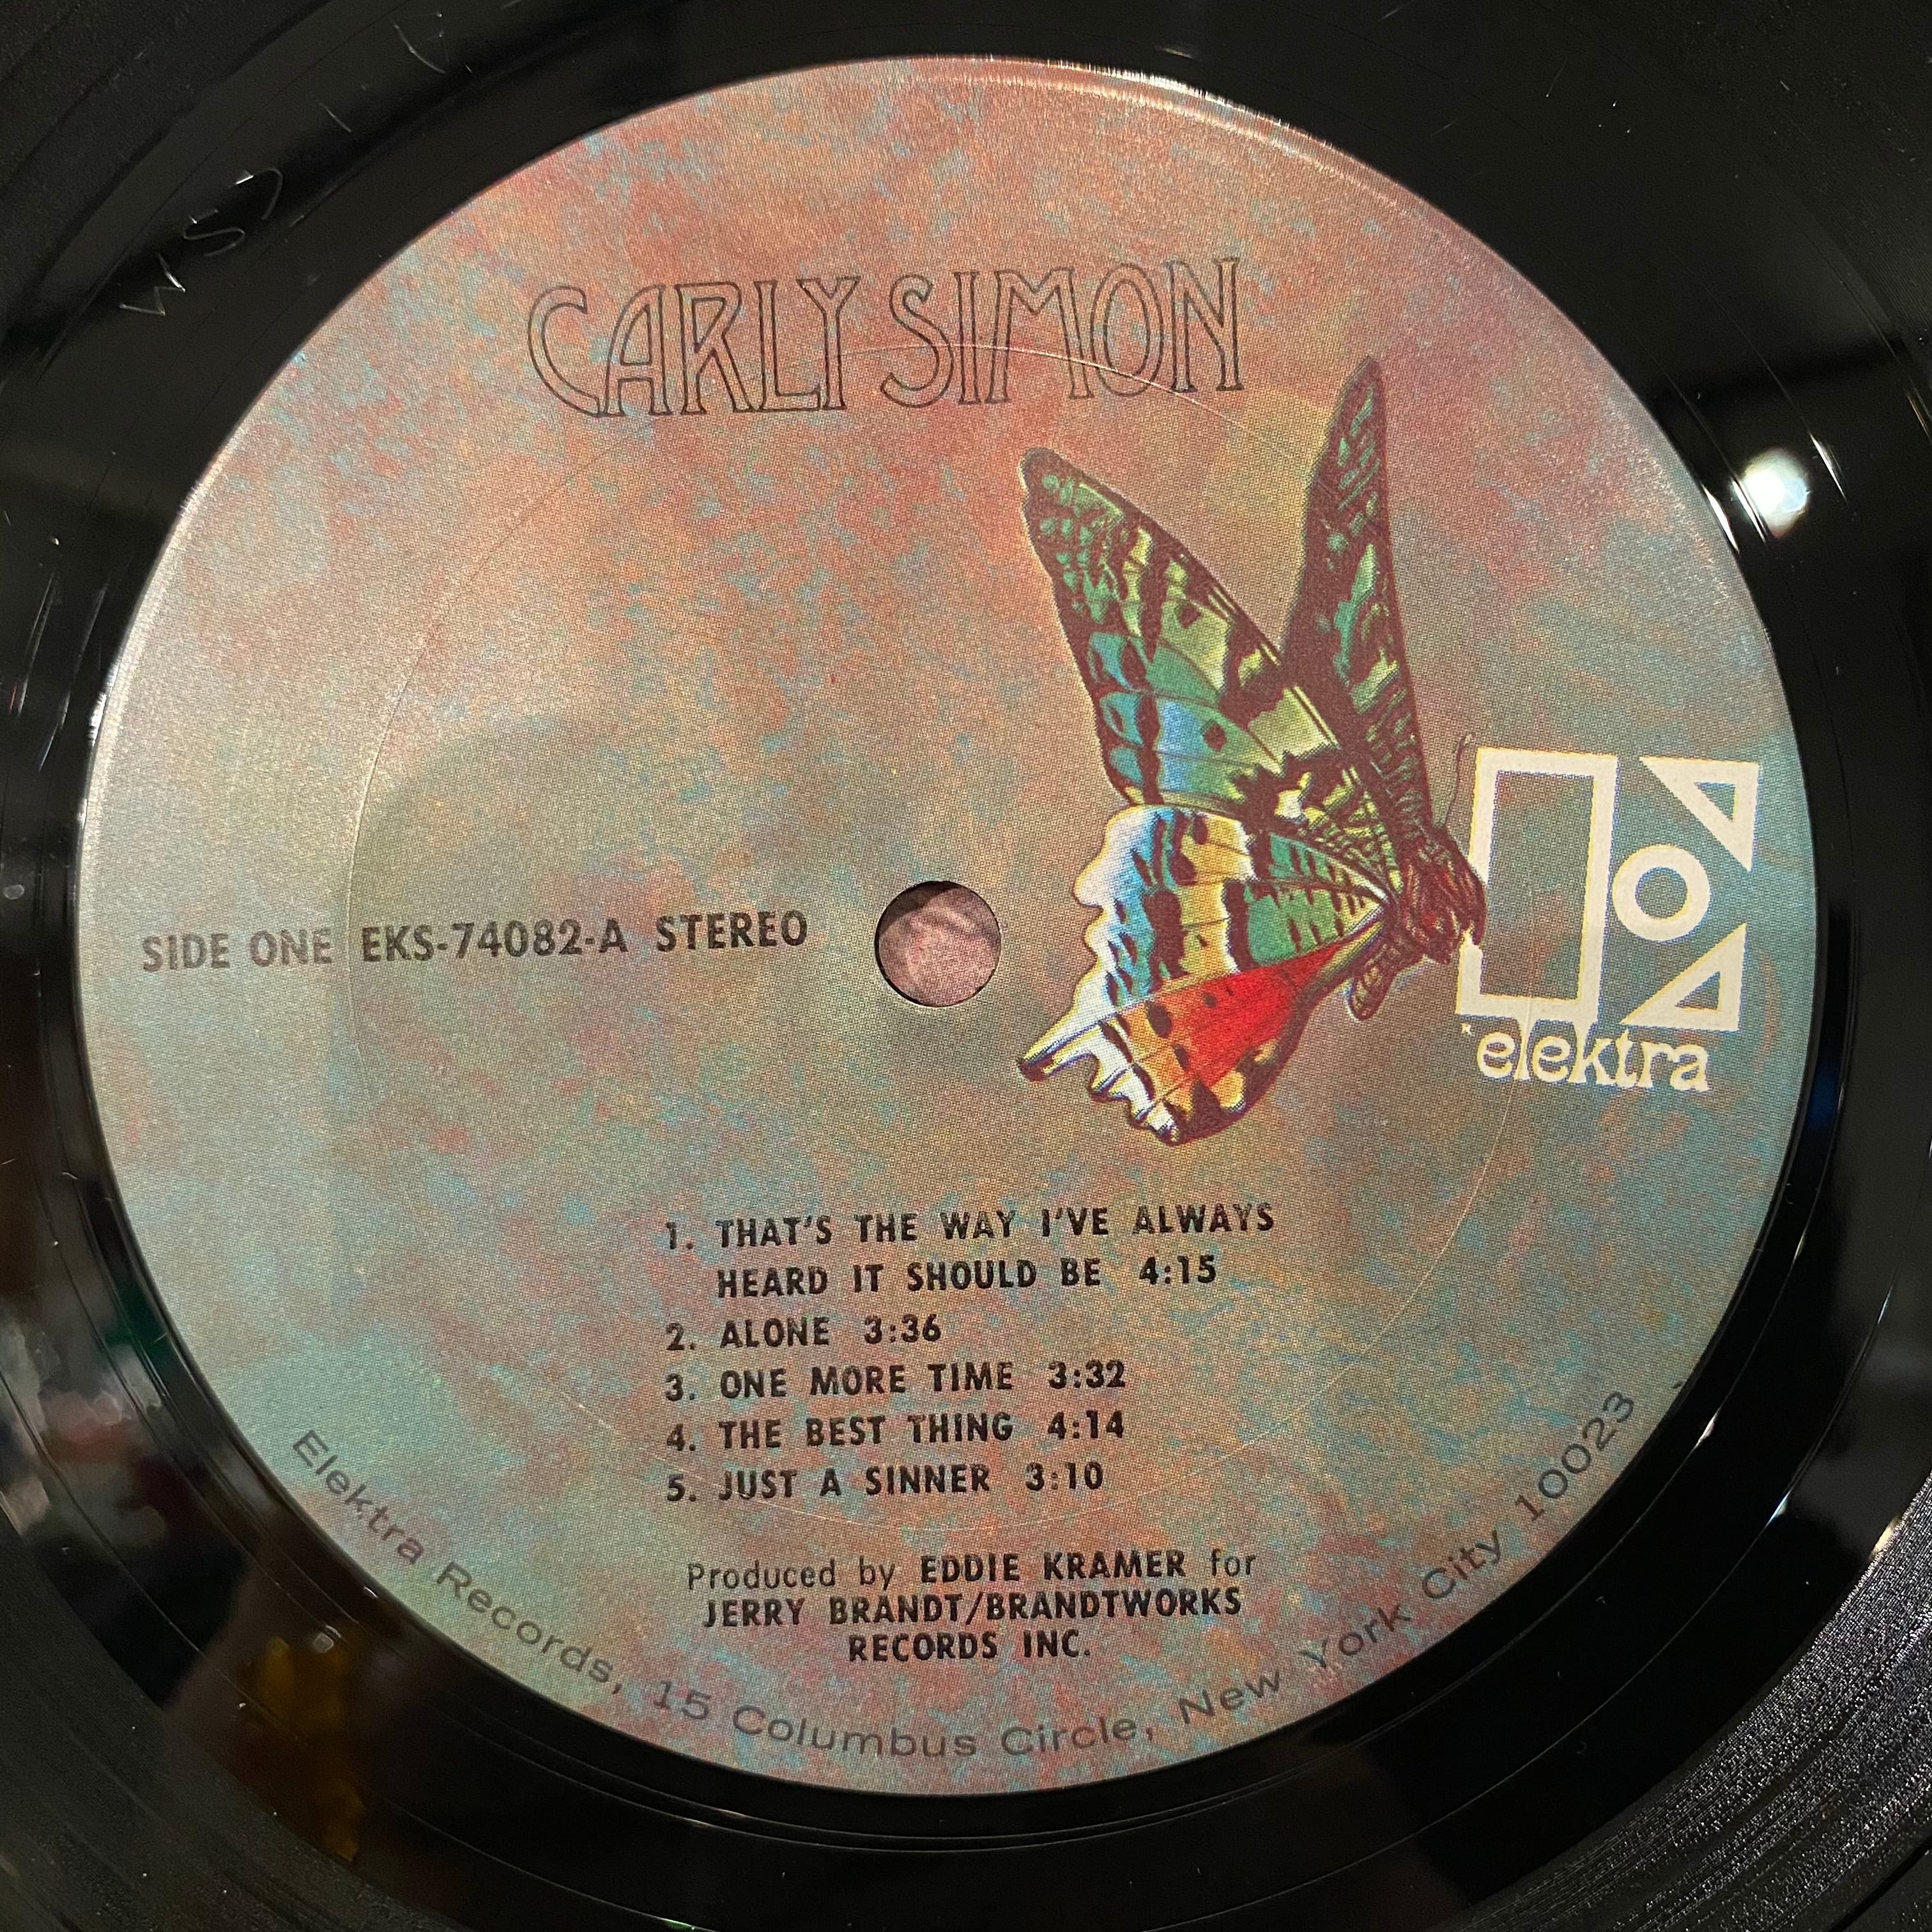 CARLY SIMON
SIDE ONE EKS-74082-A STEREO
elektra
1. THAT'S THE WAY I'VE ALWAYS
HEARD IT SHOULD BE 4:15
2. ALONE 3:36
3. ONE MORE TIME 3:32
4. THE BEST THING 4:14
5. JUST A SINNER 3:10
Produced by EDDIE KRAMER for
JERRY BRANDT/BRANDTWORKS
RECORDS INC.
Elektra Records, 15 Columbus Circle, New York City 10023